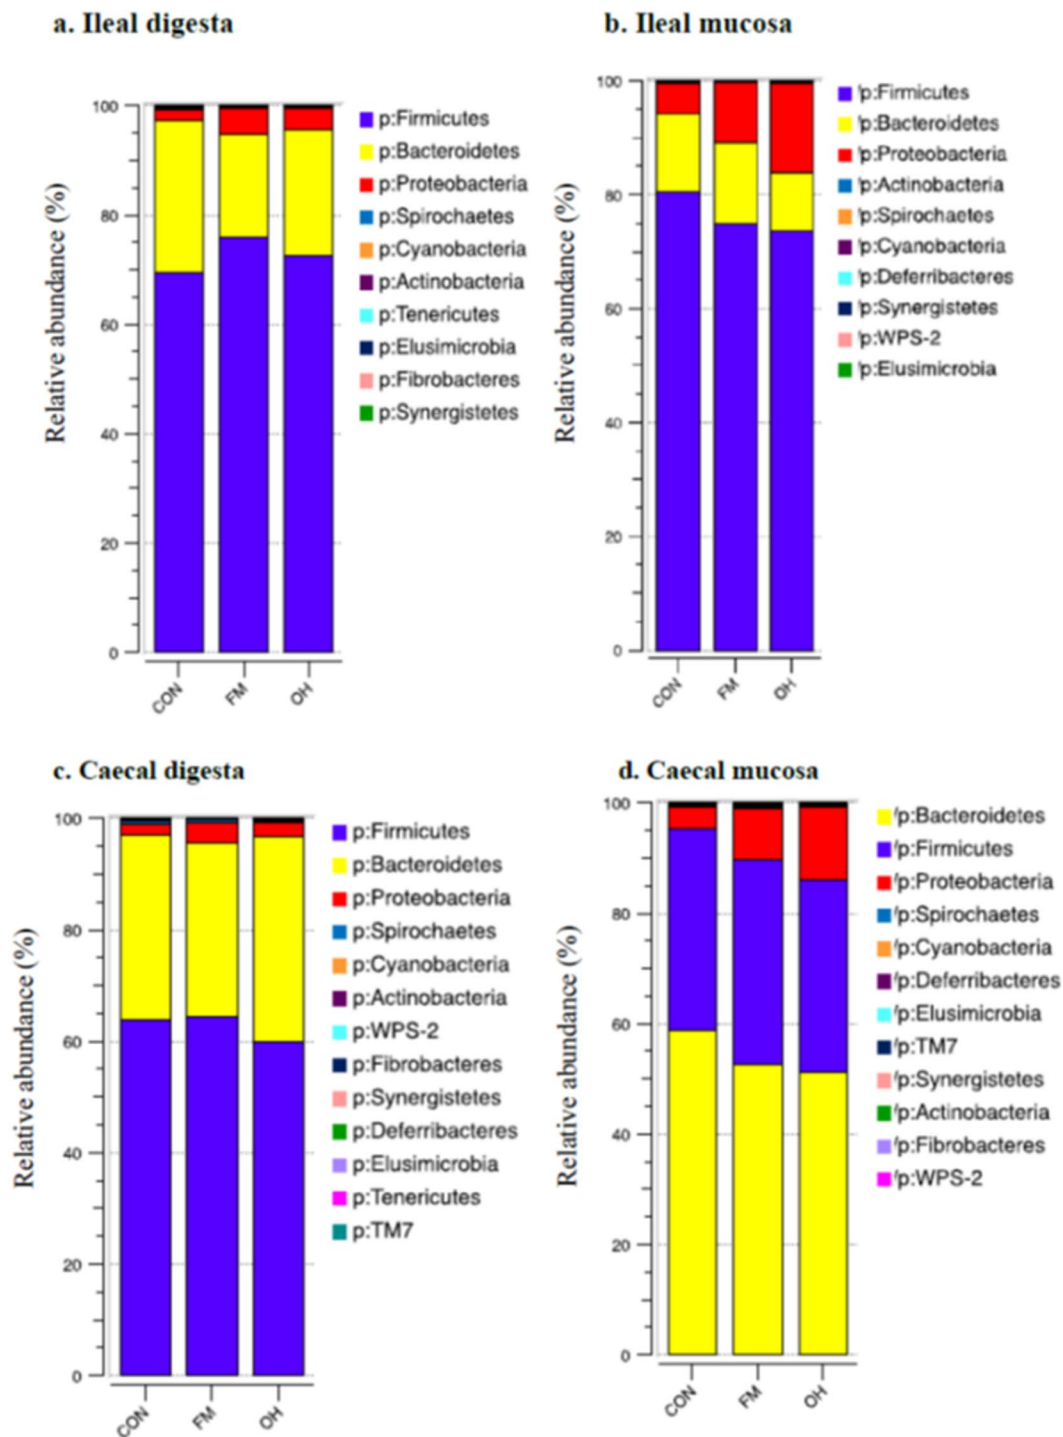 a. Ileal digesta
Relative abundance (%)
100
80
60
40
20
0
CON
FM
OH
p:Firmicutes
p:Bacteroidetes
p:Proteobacteria
p:Spirochaetes
p:Cyanobacteria
p:Actinobacteria
p:Tenericutes
p:Elusimicrobia
p:Fibrobacteres
p:Synergistetes
b. Ileal mucosa
Relative abundance (%)
100
80
60
40
20
0
CON
FM
OH
/p:Firmicutes
/p:Bacteroidetes
/p:Proteobacteria
/p:Actinobacteria
/p:Spirochaetes
/p:Cyanobacteria
/p:Deferribacteres
/p:Synergistetes
/p:WPS-2
/p:Elusimicrobia
c. Caecal digesta
Relative abundance (%)
100
80
60
40
20
0
CON
FM
OH
p:Firmicutes
p:Bacteroidetes
p:Proteobacteria
p:Spirochaetes
p:Cyanobacteria
p:Actinobacteria
p:WPS-2
p:Fibrobacteres
p:Synergistetes
p:Deferribacteres
p:Elusimicrobia
p:Tenericutes
p:TM7
d. Caecal mucosa
Relative abundance (%)
100
80
60
40
20
0
CON
FM
OH
/p:Bacteroidetes
/p:Firmicutes
/p:Proteobacteria
/p:Spirochaetes
/p:Cyanobacteria
/p:Deferribacteres
/p:Elusimicrobia
/p:TM7
/p:Synergistetes
/p:Actinobacteria
/p:Fibrobacteres
/p:WPS-2